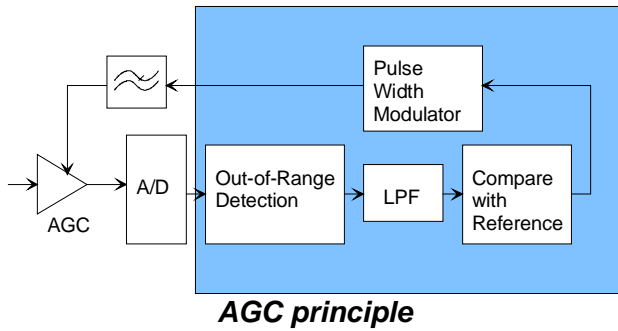 Pulse
Width
Modulator
A/D
Out-of-Range
Detection
LPF
Compare
with
Reference
AGC
AGC principle